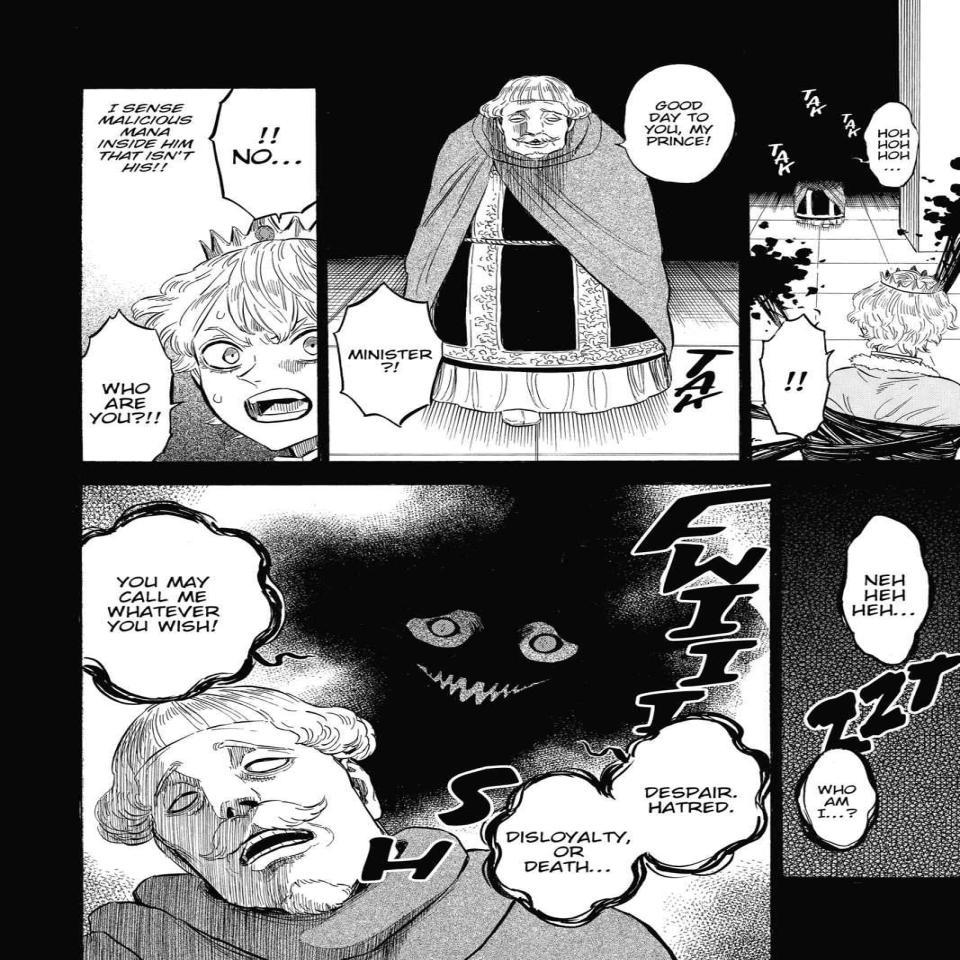 HOH
HOH
HOH
...
TAK
TAK
TAK
!!
GOOD
DAY TO
YOU, MY
PRINCE!
MINISTER
?!
TAK
!!
NO...
I SENSE
MALICIOUS
MANA
INSIDE HIM
THAT ISN'T
HIS!!
WHO
ARE
YOU?!!
NEH
HEH
HEH...
ZZT
WHO
AM
I...?
FWIIISH
DESPAIR.
HATRED.
DISLOYALTY,
OR
DEATH...
YOU MAY
CALL ME
WHATEVER
YOU WISH!